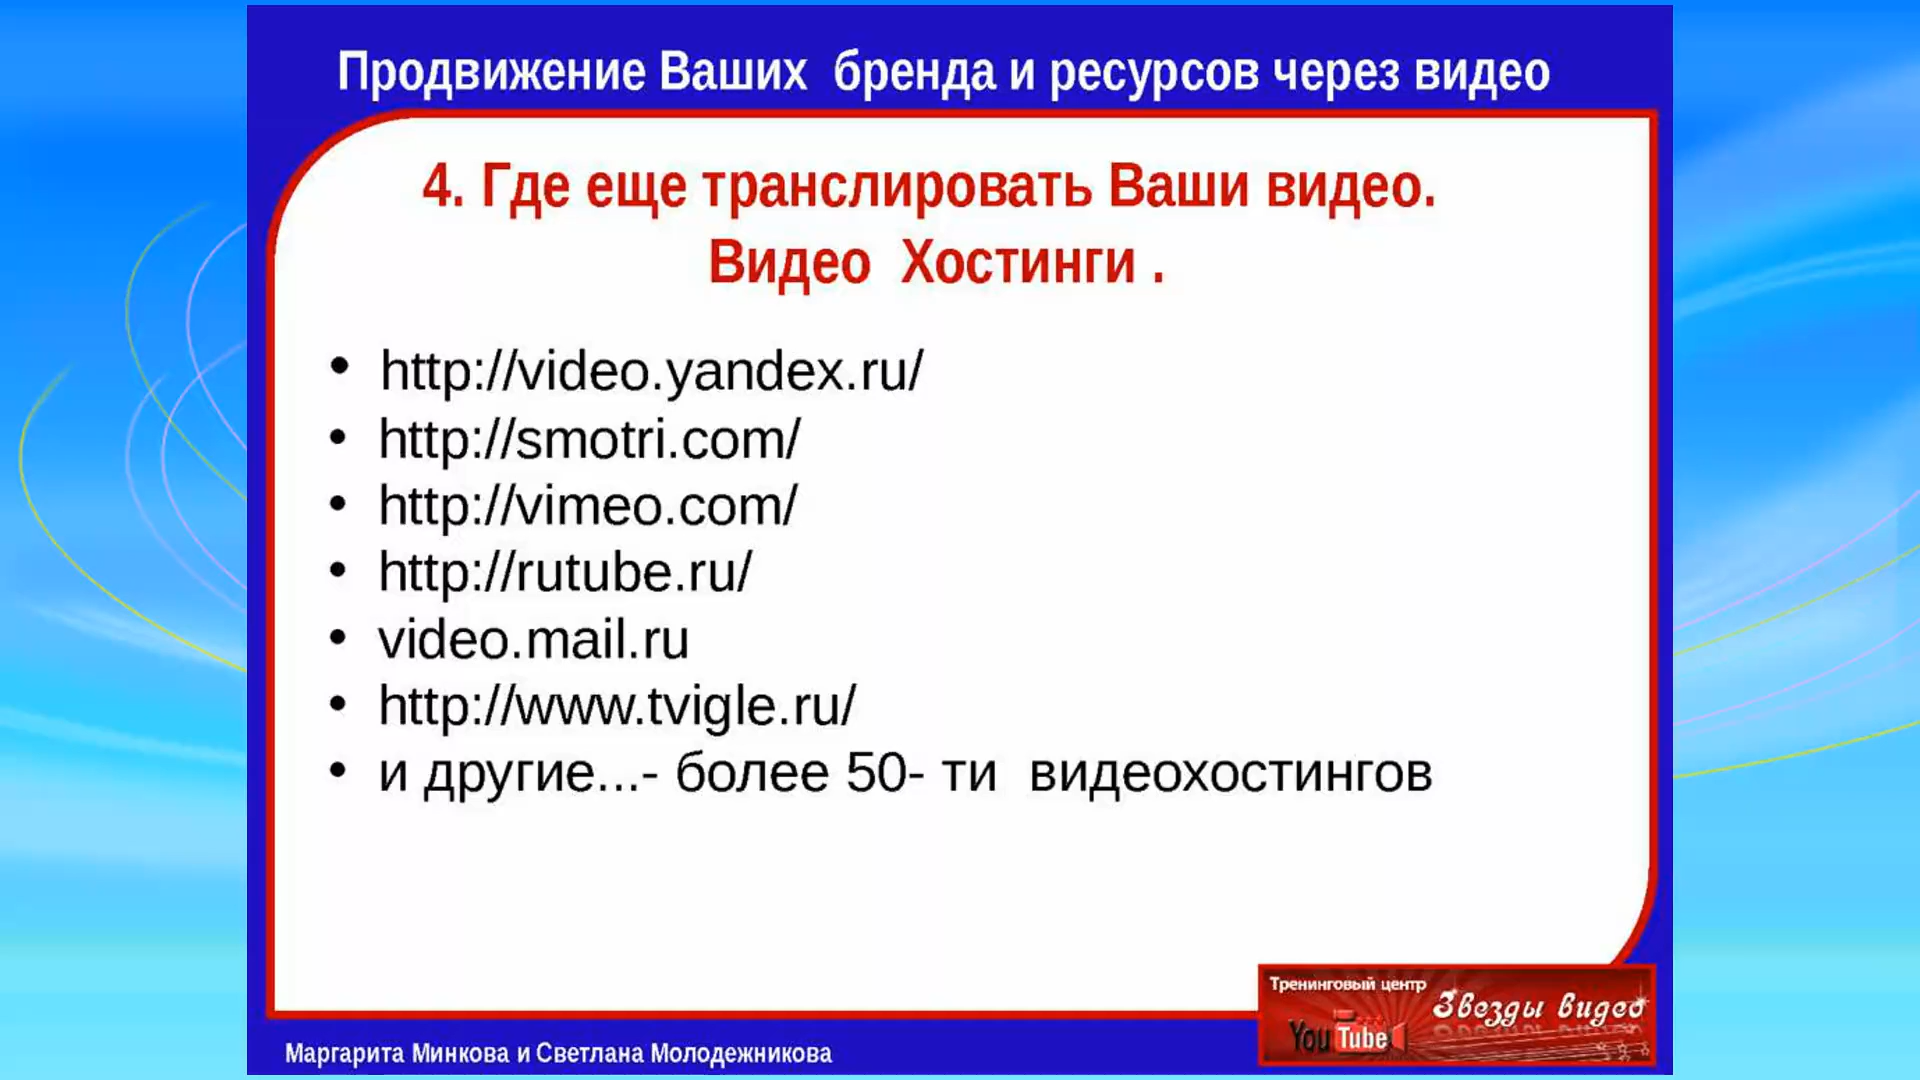 Продвижение Ваших бренда и ресурсов через видео
4. Где еще транслировать Ваши видео.
Видео Хостинги .
• http://video.yandex.ru/
• http://smotri.com/
• http://vimeo.com/
• http://rutube.ru/
• video.mail.ru
• http://www.tvigle.ru/
• и другие...- более 50- ти видеохостингов
Тренинговый центр
Звезды видео
YouTube
Маргарита Минкова и Светлана Молодежникова